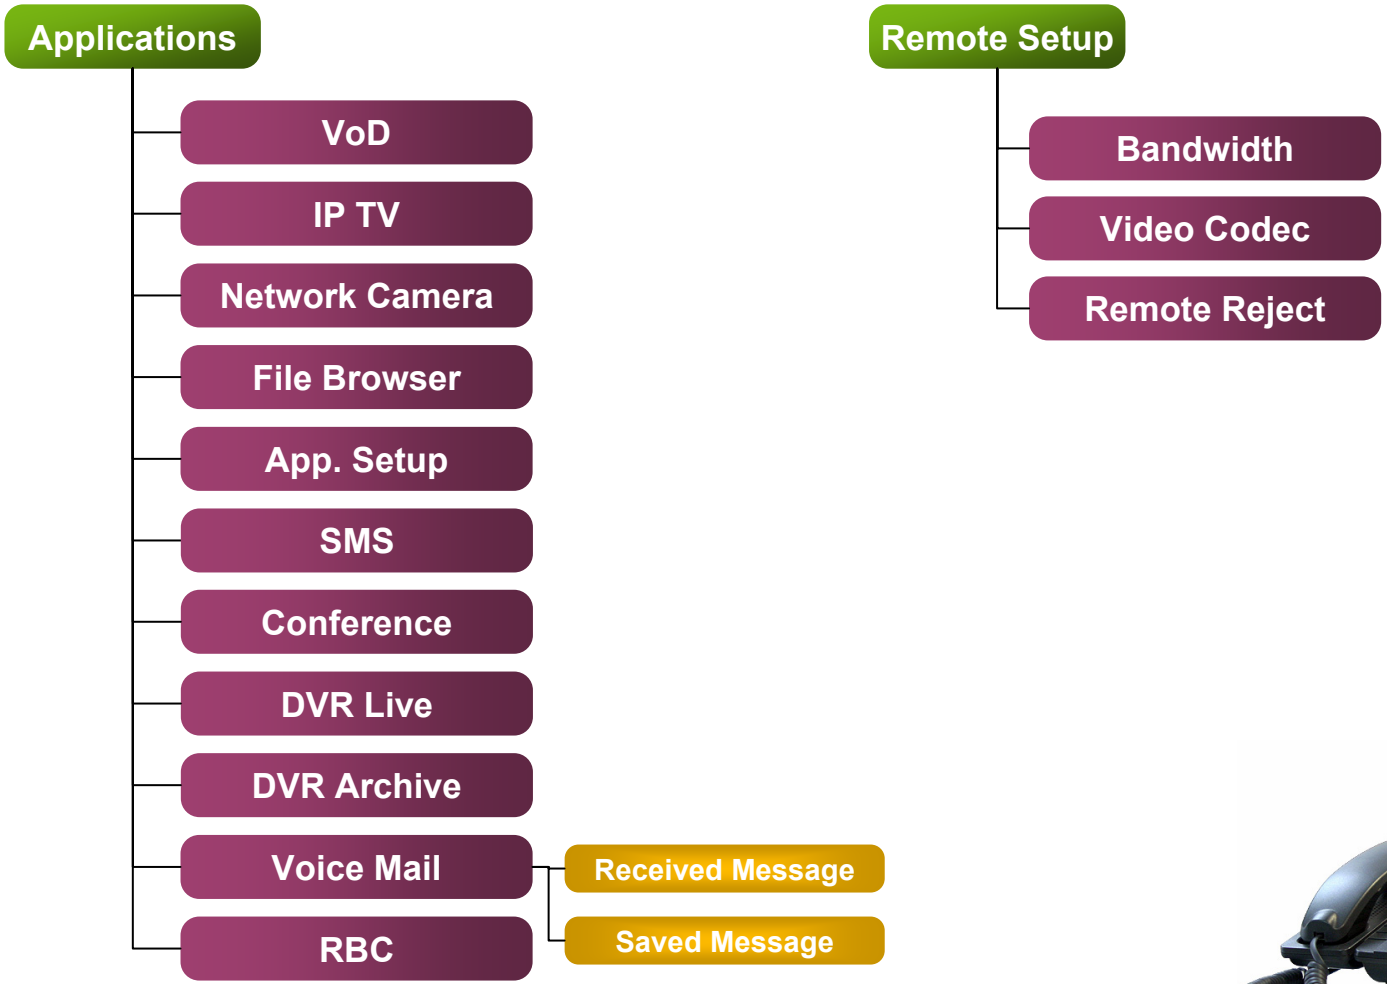 Applications
VoD
IP TV
Network Camera
File Browser
App. Setup
SMS
Conference
DVR Live
DVR Archive
Voice Mail
Received Message
Saved Message
RBC
Remote Setup
Bandwidth
Video Codec
Remote Reject